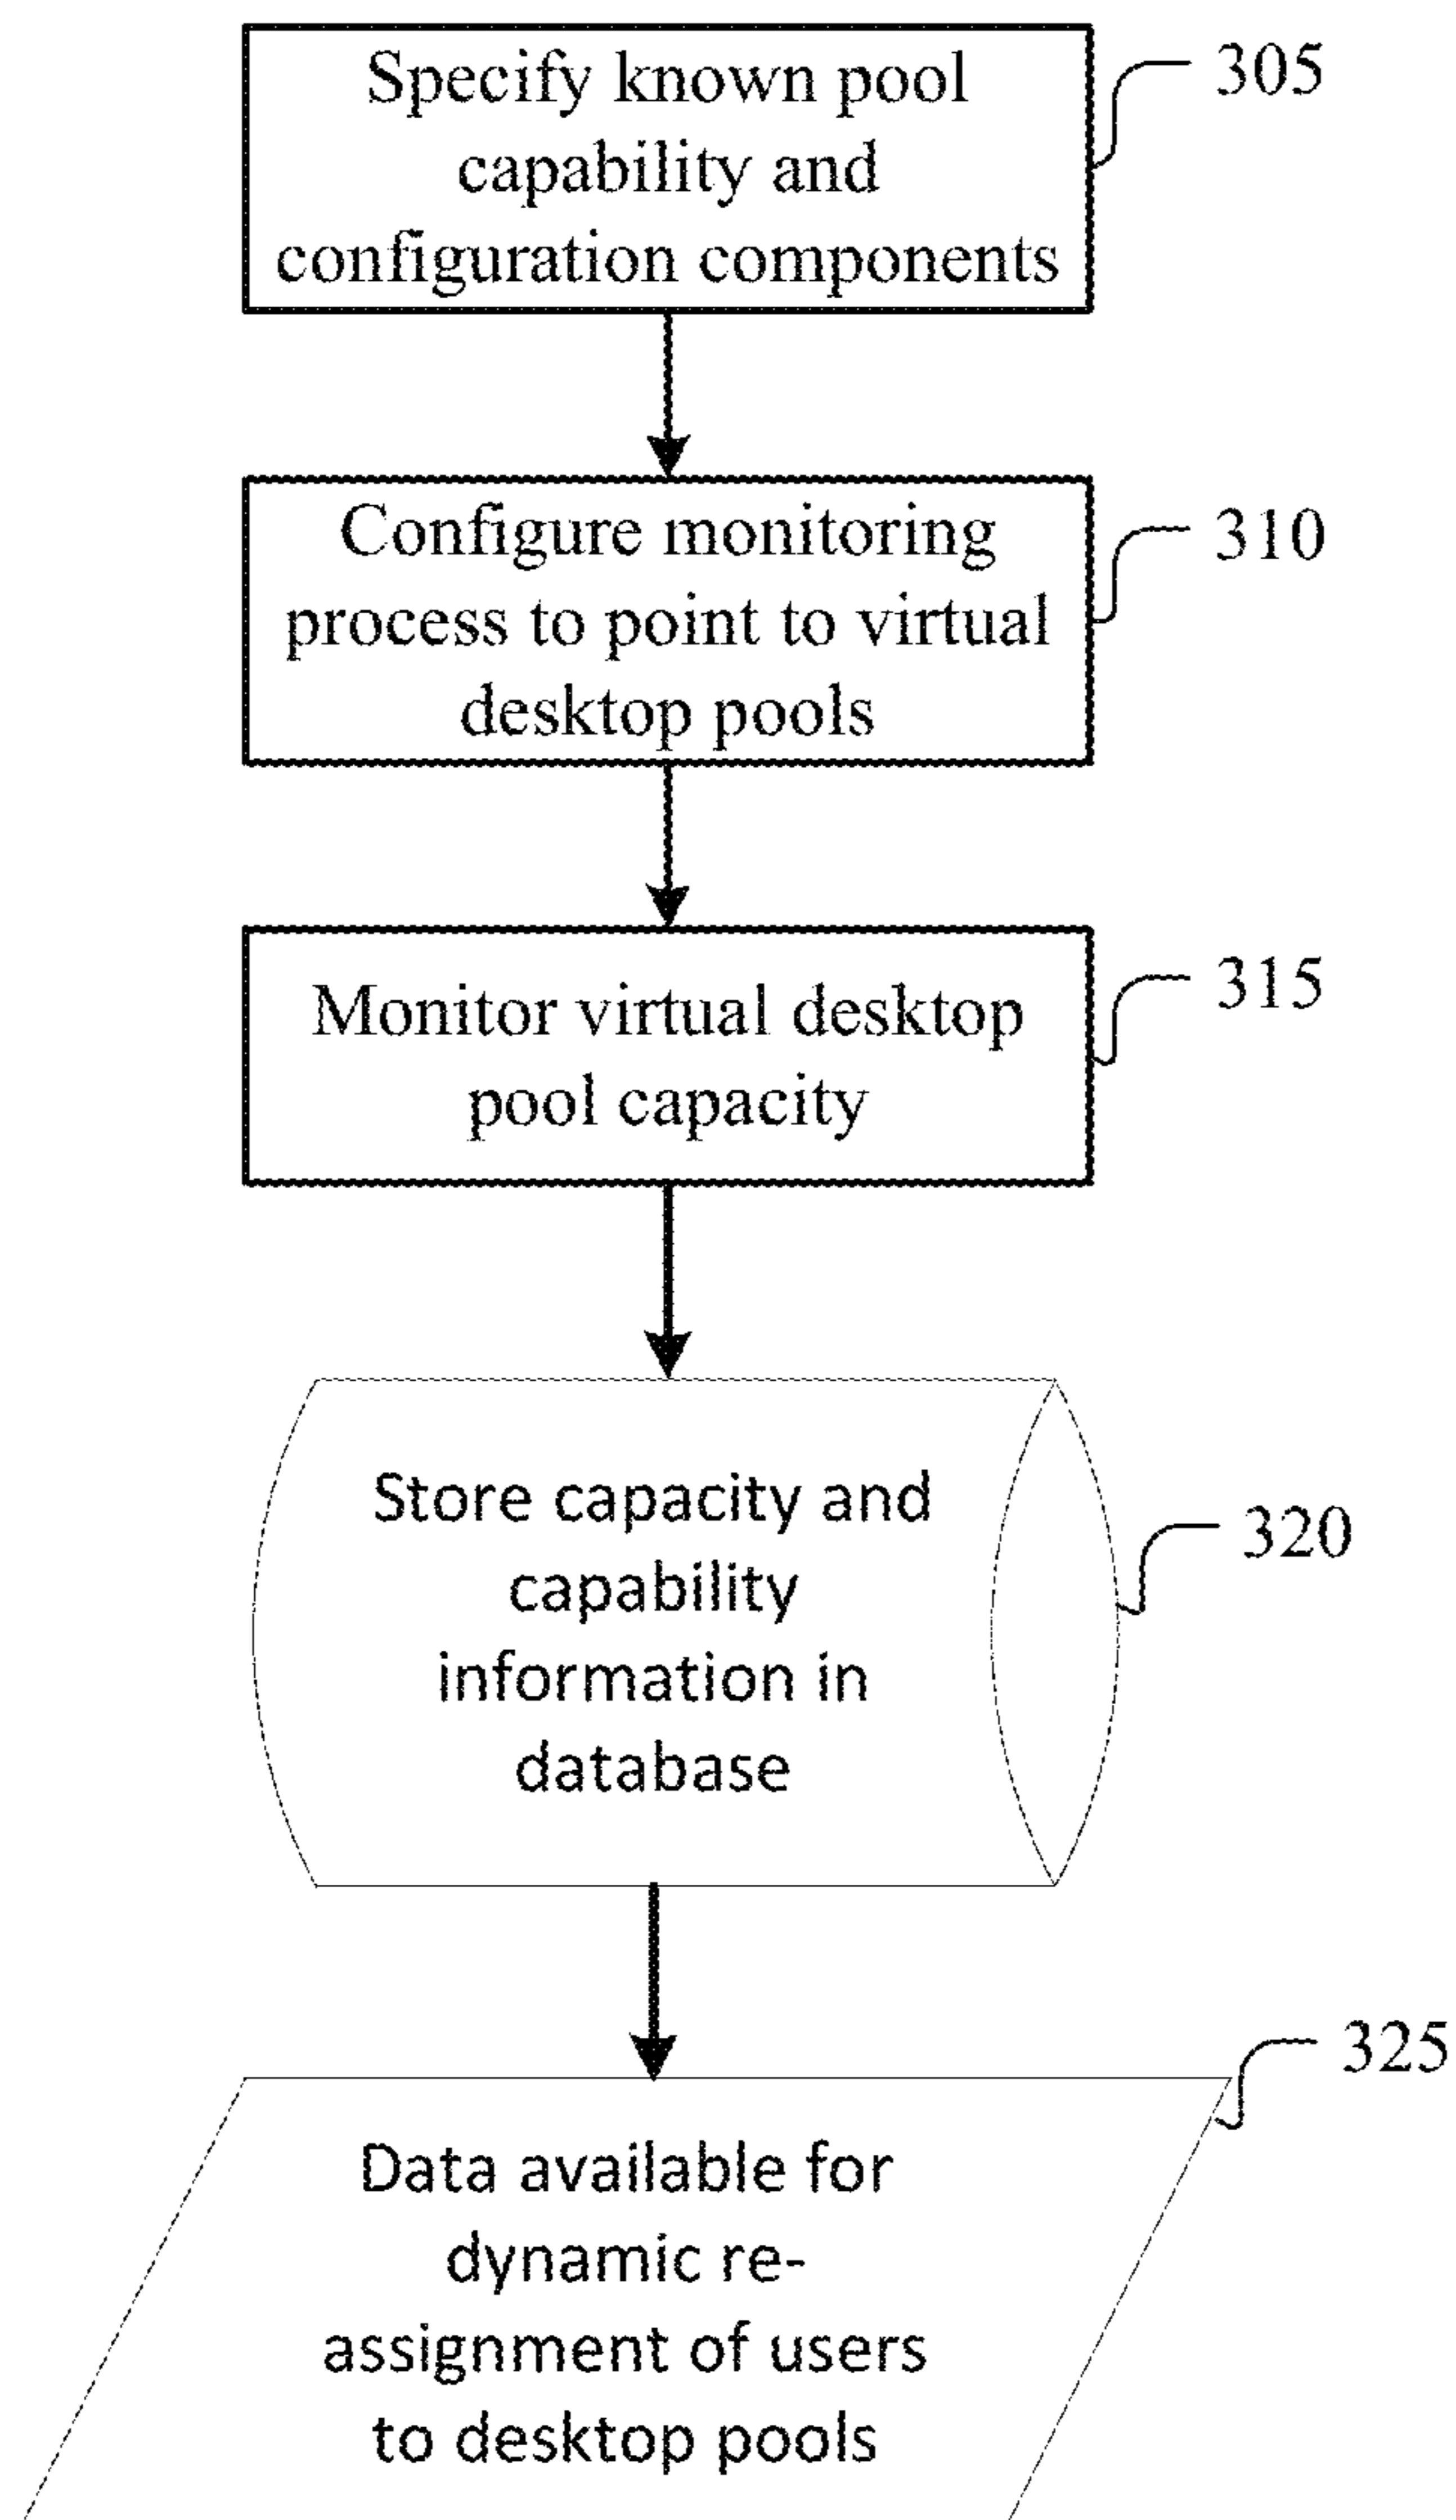 Specify known pool
capability and
configuration components
305
Configure monitoring
process to point to virtual
desktop pools
310
Monitor virtual desktop
pool capacity
315
Store capacity and
capability
information in
database
320
325
Data available for
dynamic re-
assignment of users
to desktop pools